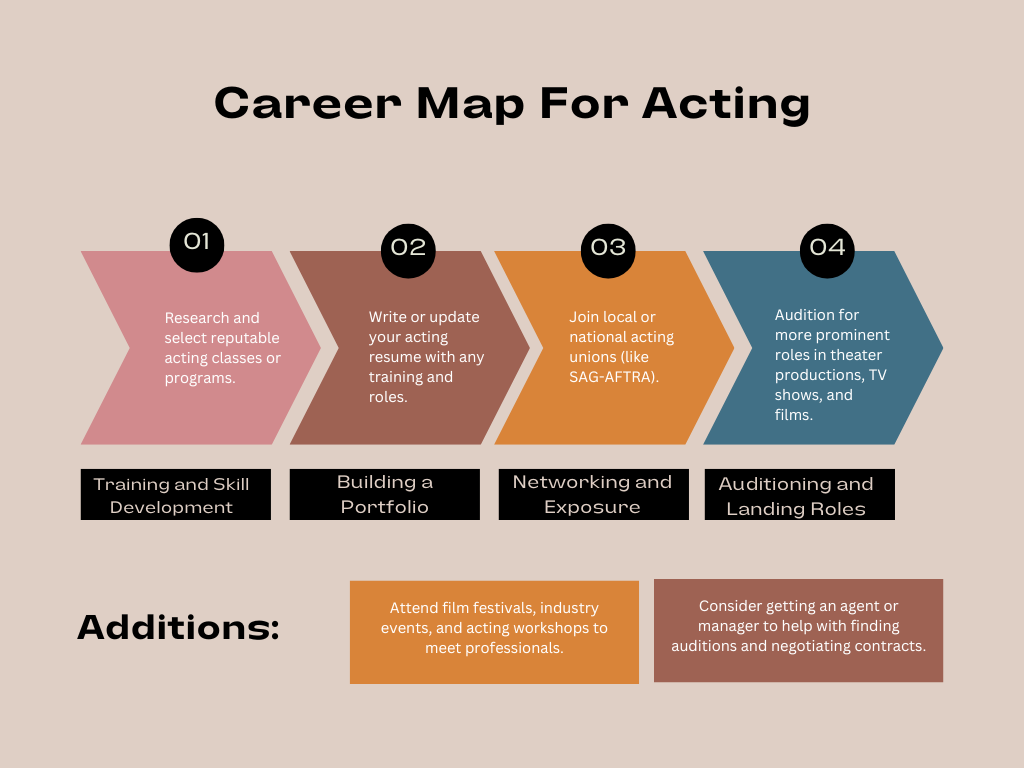 Career Map For Acting
01
Research and
select reputable
acting classes or
programs.
Training and Skill
Development
02
Write or update
your acting
resume with any
training and
roles.
Building a
Portfolio
03
Join local or
national acting
unions (like
SAG-AFTRA).
Networking and
Exposure
04
Audition for
more prominent
roles in theater
productions, TV
shows, and
films.
Auditioning and
Landing Roles
Additions:
Attend film festivals, industry
events, and acting workshops to
meet professionals.
Consider getting an agent or
manager to help with finding
auditions and negotiating contracts.